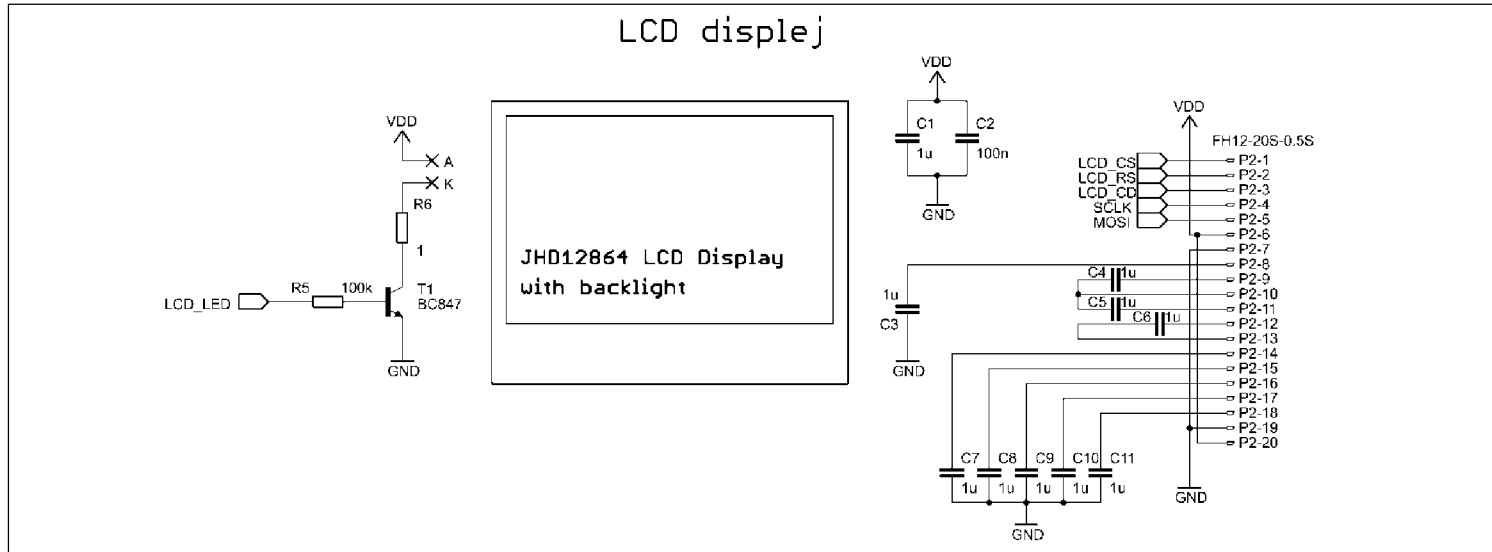 LCD displej
VDD
A
K
R6
1
LCD_LED
R5
100k
T1
BC847
GND
JHD12864 LCD Display
with backlight
VDD
C1
1u
C2
100n
GND
VDD
FH12-20S-0.5S
LCD_CS
LCD_RS
LCD_CD
SCLK
MOSI
P2-1
P2-2
P2-3
P2-4
P2-5
P2-6
P2-7
P2-8
P2-9
P2-10
P2-11
P2-12
P2-13
P2-14
P2-15
P2-16
P2-17
P2-18
P2-19
P2-20
1u
C3
GND
C4
1u
C5
1u
C6
1u
C7
1u
C8
1u
C9
1u
C10
1u
C11
1u
GND
GND